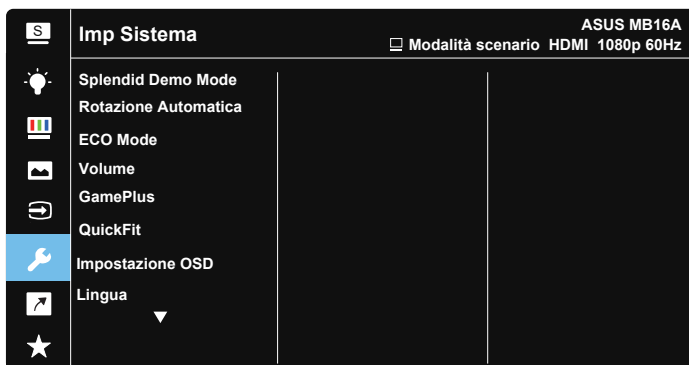 S
Imp Sistema
ASUS MB16A
Modalità scenario HDMI 1080p 60Hz
Splendid Demo Mode
Rotazione Automatica
ECO Mode
Volume
GamePlus
QuickFit
Impostazione OSD
Lingua